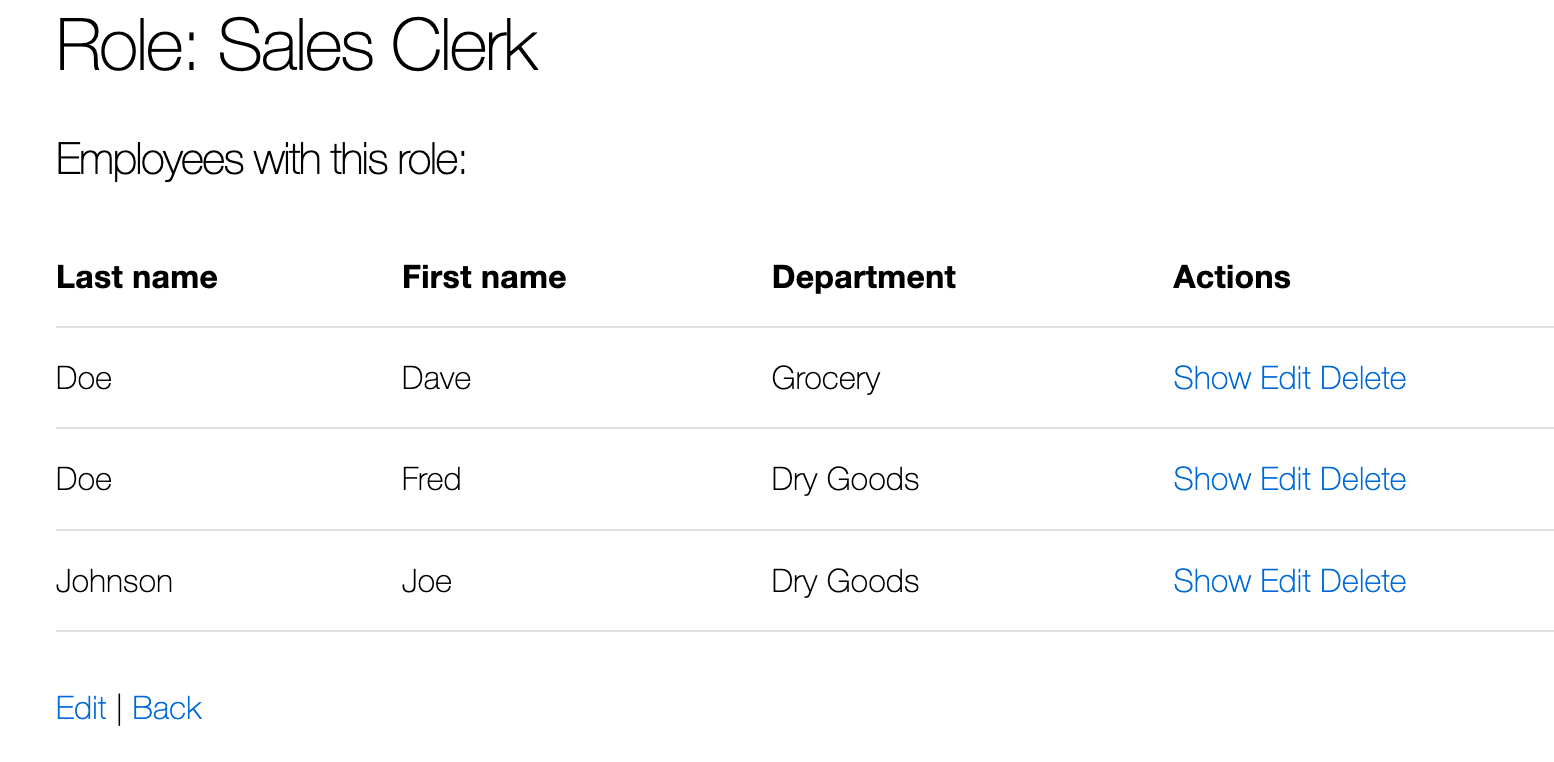 Role: Sales Clerk
Employees with this role:
Last name First name Department Actions
Doe Dave Grocery Show Edit Delete
Doe Fred Dry Goods Show Edit Delete
Johnson Joe Dry Goods Show Edit Delete
Edit | Back